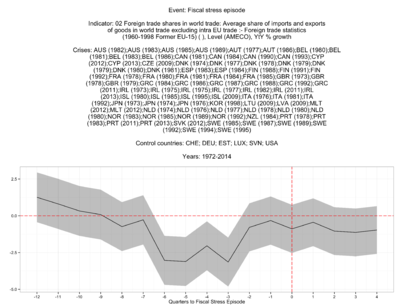 Event: Fiscal stress episode
Indicator: 02 Foreign trade shares in world trade: Average share of imports and exports
of goods in world trade excluding intra EU trade :- Foreign trade statistics
(1960-1998 Former EU-15) ( ), Level (AMECO), Y/Y % growth
Crises: AUS (1982);AUS (1983);AUS (1985);AUS (1989);AUT (1977);AUT (1986);BEL (1980);BEL
(1981);BEL (1983);BEL (1986);CAN (1981);CAN (1984);CAN (1990);CAN (1993);CYP
(2012);CYP (2013);CZE (2009);DNK (1974);DNK (1977);DNK (1978);DNK
(1979);DNK (1980);DNK (1981);ESP (1983);ESP (1984);FIN (1988);FIN (1991);FIN
(1992);FRA (1978);FRA (1980);FRA (1981);FRA (1984);FRA (1985);GBR (1973);GBR
(1978);GBR (1979);GRC (1986);GRC (1987);GRC (1988);GRC (1992);GRC
(2011);IRL (1973);IRL (1975);IRL (1977);IRL (1982);IRL (2011);IRL
(2013);ISL (1980);ISL (1985);ISL (1995);ISL (2009);ITA (1976);ITA (1981);ITA
(1992);JPN (1973);JPN (1974);JPN (1976);KOR (1998);LTU (2009);LVA (2009);MLT
(2012);MLT (2012);NLD (1974);NLD (1976);NLD (1977);NLD (1978);NLD (1980);NLD
(1980);NOR (1983);NOR (1985);NOR (1989);NOR (1992);NZL (1984);PRT (1978);PRT
(1983);PRT (2011);PRT (2013);SVK (2012);SWE (1985);SWE (1987);SWE (1989);SWE
(1992);SWE (1994);SWE (1995)
Control countries: CHE; DEU; EST; LUX; SVN; USA
Years: 1972-2014
2.5
0.0
-2.5
-5.0
-12 -11 -10 -9 -8 -7 -6 -5 -4 -3 -2 -1 0 1 2 3 4
Quarters to Fiscal Stress Episode